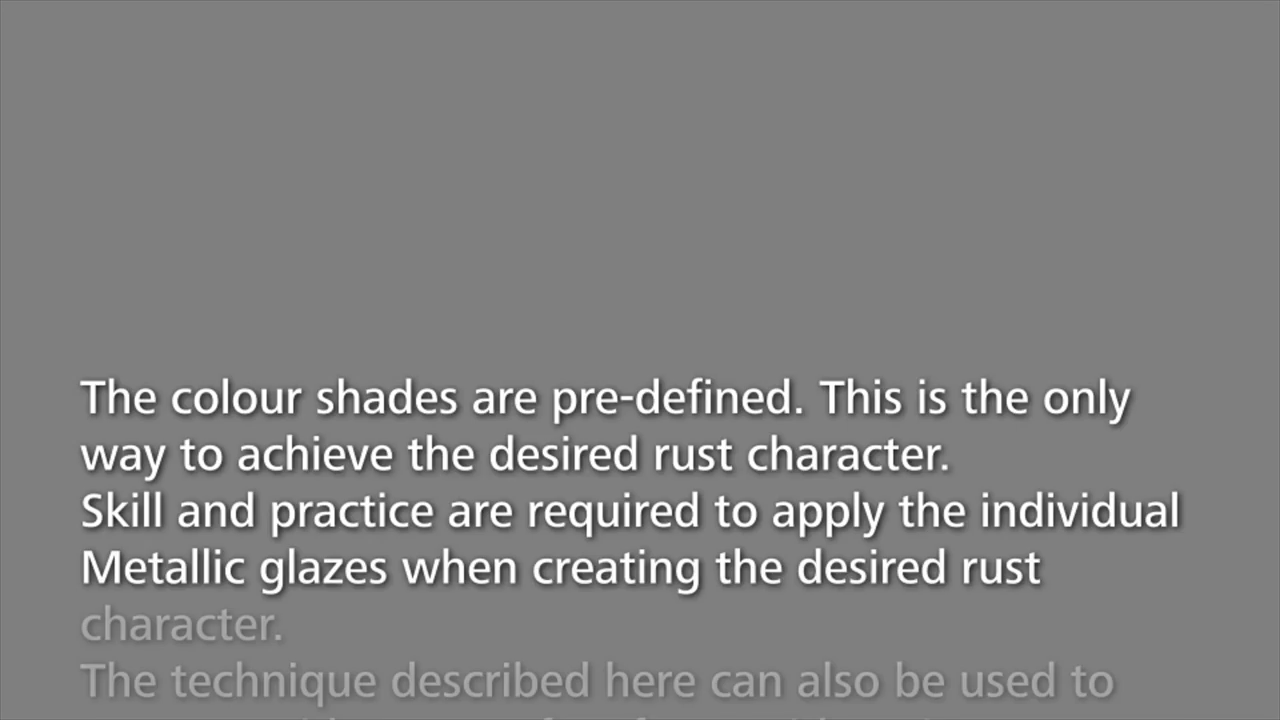 The colour shades are pre-defined. This is the only
way to achieve the desired rust character.
Skill and practice are required to apply the individual
Metallic glazes when creating the desired rust
character.
The technique described here can also be used to